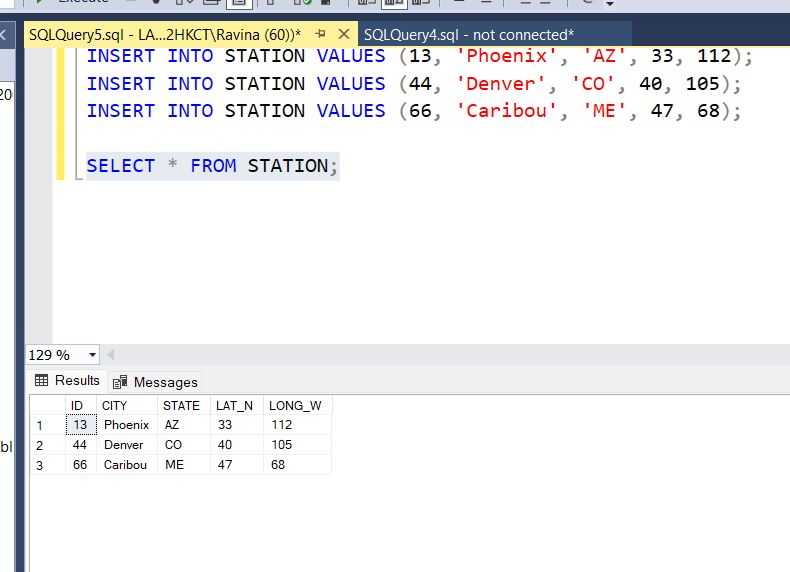 Execute
SQLQuery5.sql - LA...2HKCT\Ravina (60))* SQLQuery4.sql - not connected*
INSERT INTO STATION VALUES (13, 'Phoenix', 'AZ', 33, 112);
20
INSERT INTO STATION VALUES (44, 'Denver', 'CO', 40, 105);
INSERT INTO STATION VALUES (66, 'Caribou', 'ME', 47, 68);
SELECT * FROM STATION;
129 %
Results Messages
ID CITY STATE LAT_N LONG_W
1 13 Phoenix AZ 33 112
2 44 Denver CO 40 105
bl
3 66 Caribou ME 47 68